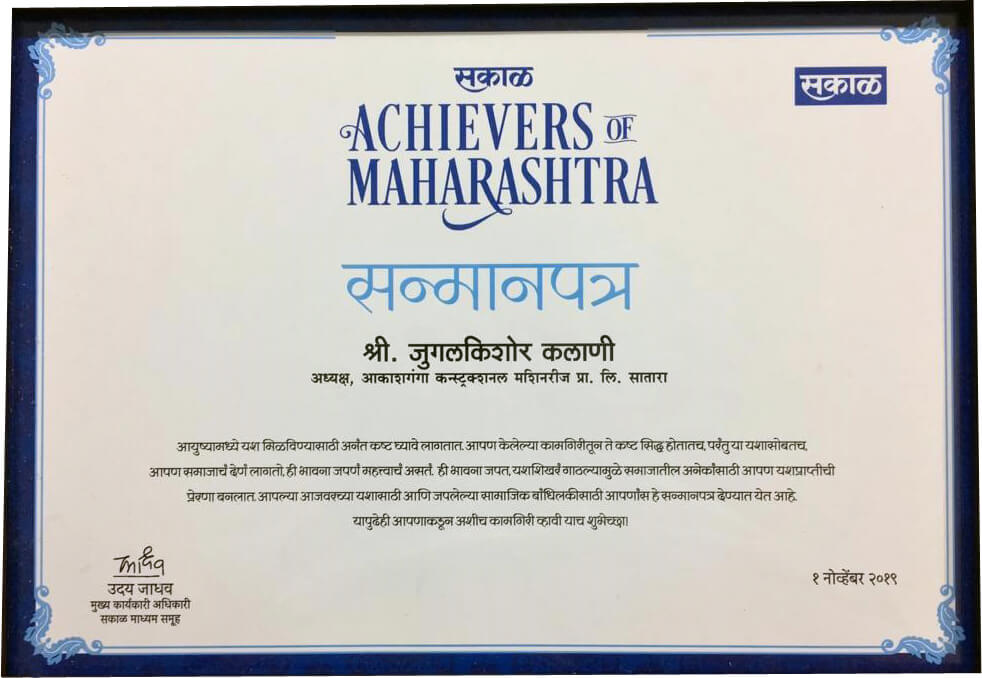 सकाळ
सकाळ
ACHIEVERS OF
MAHARASHTRA
सन्मानपत्र
श्री. जुगलकिशोर कलाणी
अध्यक्ष, आकाशगंगा कन्स्ट्रक्शनल मशिनरीज प्रा. लि. सातारा
आयुष्यामध्ये यश मिळविण्यासाठी अनंत कष्ट घ्यावे लागतात. आपण केलेल्या कामगिरीतून ते कष्ट सिद्ध होतातच, परंतु या यशासोबतच,
आपण समाजाचं देणं लागतो, ही भावना जपणं महत्त्वाचं असतं. ही भावना जपत, यशशिखरं गाठल्यामुळे समाजातील अनेकांसाठी आपण यशप्राप्तीची
प्रेरणा बनलात. आपल्या आजवरच्या यशासाठी आणि जपलेल्या सामाजिक बांधिलकीसाठी आपणांस हे सन्मानपत्र देण्यात येत आहे.
यापुढेही आपणाकडून अशीच कामगिरी व्हावी याच शुभेच्छा!
उदय जाधव
मुख्य कार्यकारी अधिकारी
सकाळ माध्यम समूह
१ नोव्हेंबर २०१९